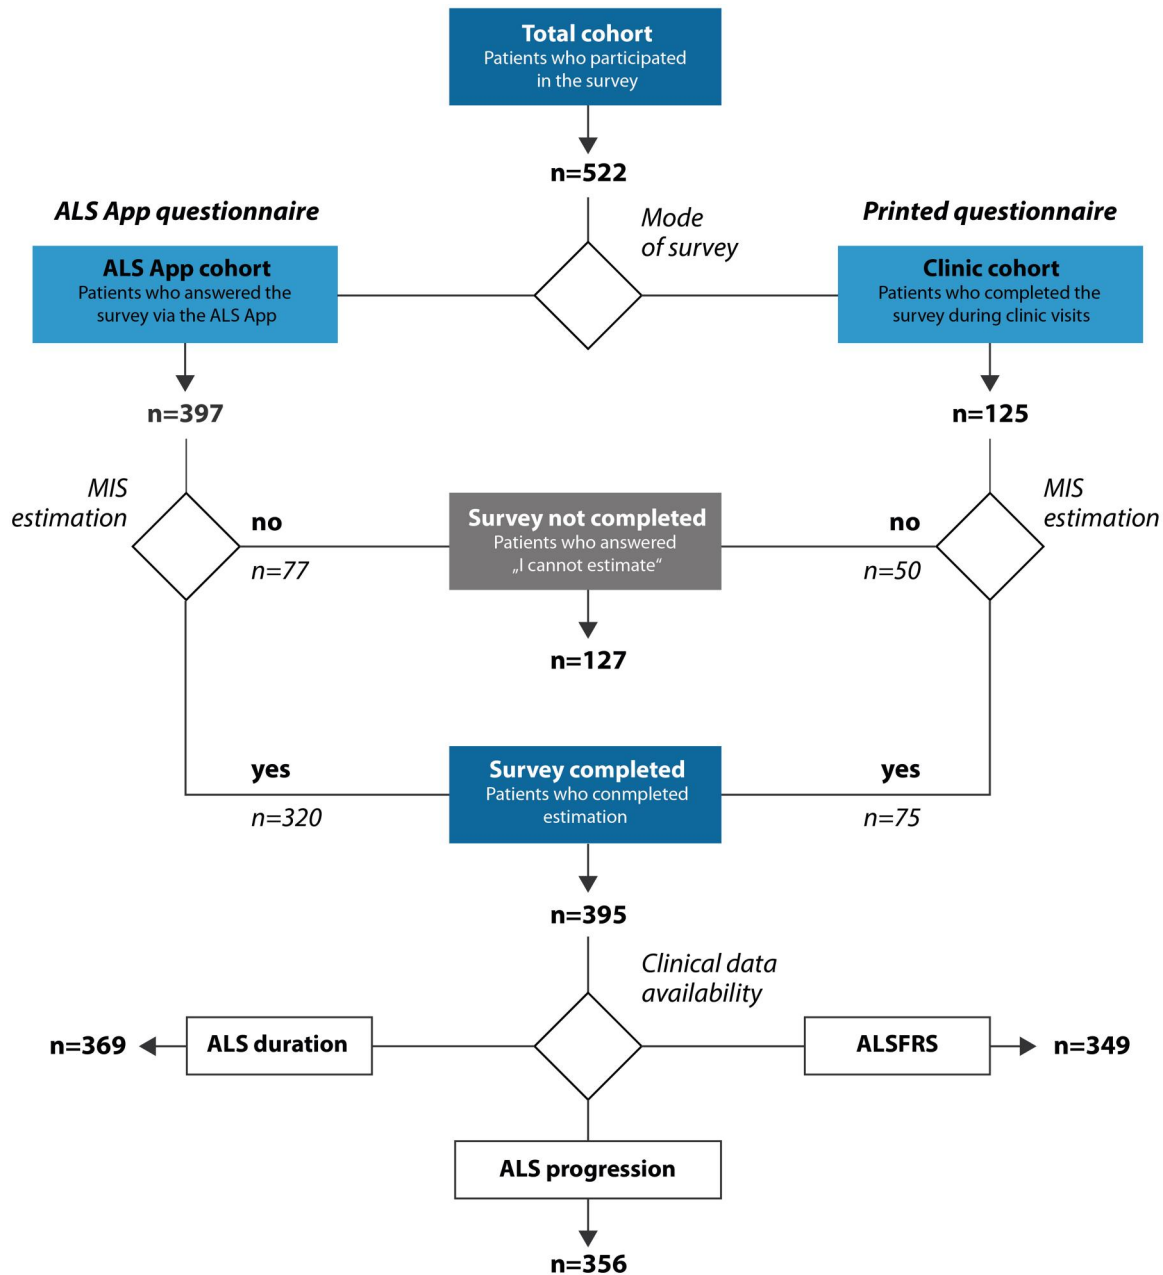 Total cohort
Patients who participated
in the survey
n=522
Mode
of survey
ALS App questionnaire
ALS App cohort
Patients who answered the
survey via the ALS App
n=397
Printed questionnaire
Clinic cohort
Patients who completed the
survey during clinic visits
n=125
MIS
estimation
no
n=77
Survey not completed
Patients who answered
„I cannot estimate“
n=127
no
n=50
MIS
estimation
yes
n=320
Survey completed
Patients who conmpleted
estimation
yes
n=75
n=395
Clinical data
availability
n=369
ALS duration
ALSFRS
n=349
ALS progression
n=356